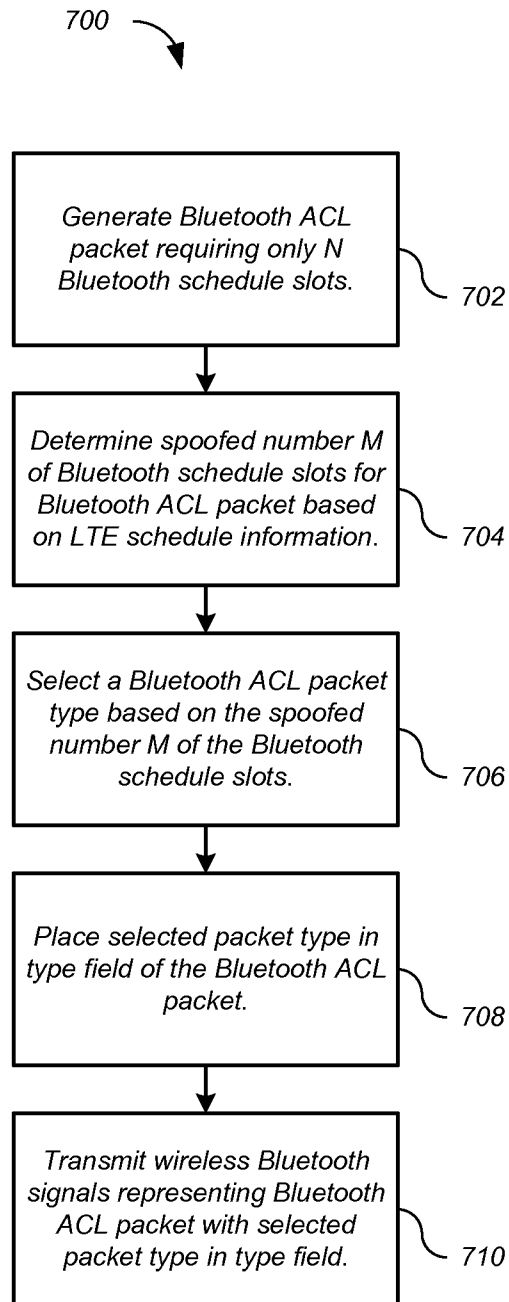 700
Generate Bluetooth ACL
packet requiring only N
Bluetooth schedule slots.
702
Determine spoofed number M
of Bluetooth schedule slots for
Bluetooth ACL packet based
on LTE schedule information.
704
Select a Bluetooth ACL packet
type based on the spoofed
number M of the Bluetooth
schedule slots.
706
Place selected packet type in
type field of the Bluetooth ACL
packet.
708
Transmit wireless Bluetooth
signals representing Bluetooth
ACL packet with selected
packet type in type field.
710